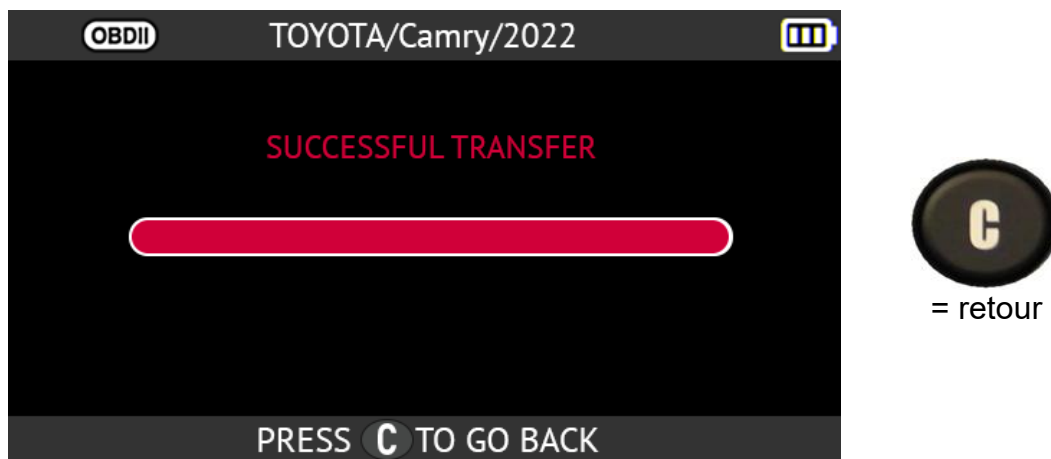 OBDII TOYOTA/Camry/2022
SUCCESSFUL TRANSFER
C
= retour
PRESS C TO GO BACK